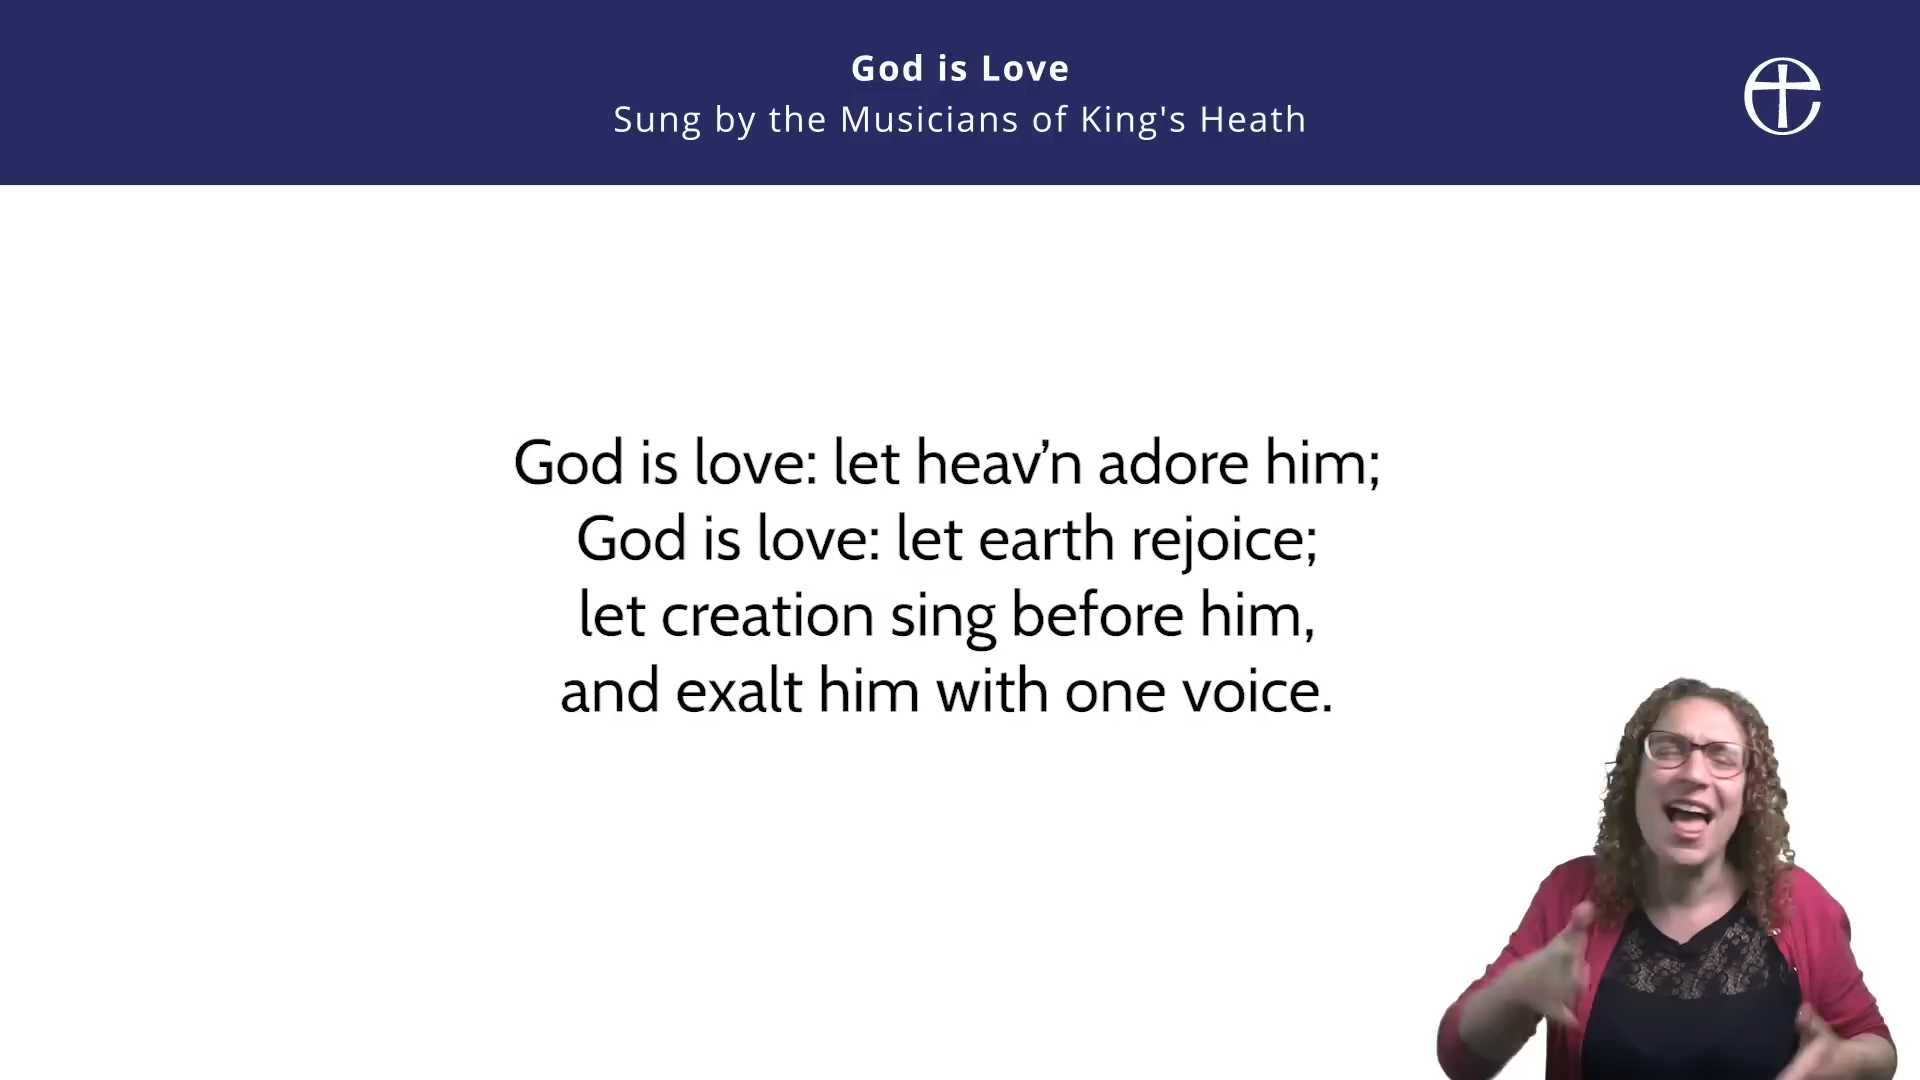 God is Love
Sung by the Musicians of King's Heath
God is love: let heav’n adore him;
God is love: let earth rejoice;
let creation sing before him,
and exalt him with one voice.